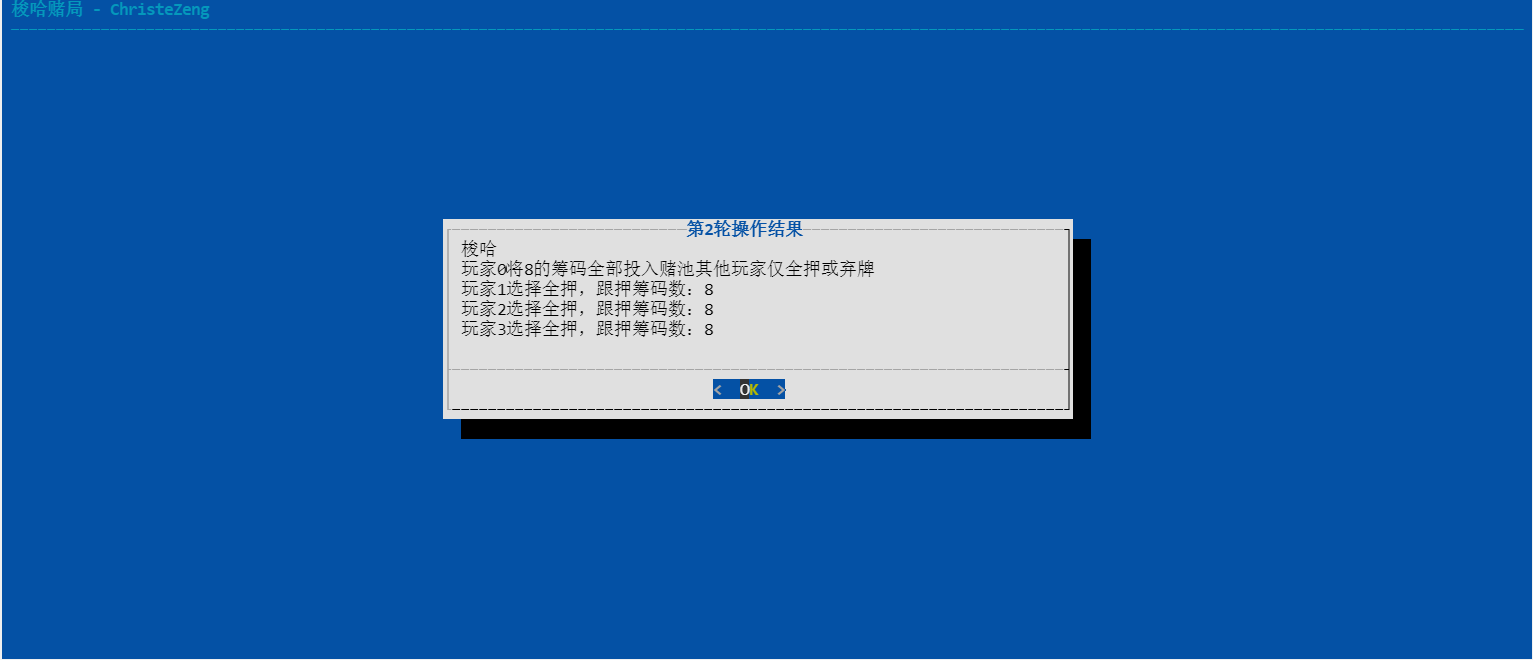 梭哈赌局 - ChristeZeng
第2轮操作结果
梭哈
玩家0将8的筹码全部投入赌池其他玩家仅全押或弃牌
玩家1选择全押，跟押筹码数：8
玩家2选择全押，跟押筹码数：8
玩家3选择全押，跟押筹码数：8
< OK >